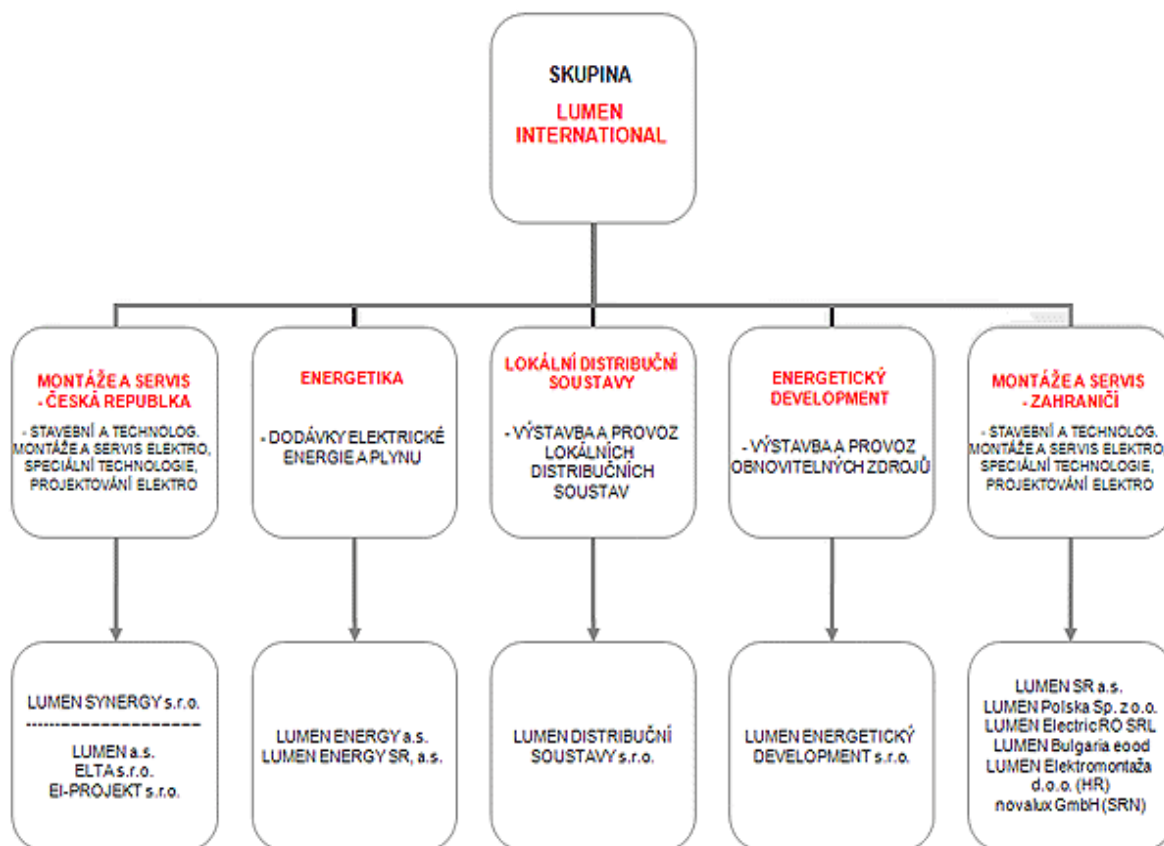 SKUPINA
LUMEN
INTERNATIONAL
MONTÁŽE A SERVIS
- ČESKÁ REPUBLKA
- STAVEBNÍ A TECHNOLOG.
MONTÁŽE A SERVIS ELEKTRO,
SPECIÁLNÍ TECHNOLOGIE,
PROJEKTOVÁNÍ ELEKTRO
ENERGETIKA
- DODÁVKY ELEKTRICKÉ
ENERGIE A PLYNU
LOKÁLNÍ DISTRIBUČNÍ
SOUSTAVY
- VÝSTAVBA A PROVOZ
LOKÁLNÍCH
DISTRIBUČNÍCH
SOUSTAV
ENERGETICKÝ
DEVELOPMENT
- VÝSTAVBA A PROVOZ
OBNOVITELNÝCH ZDROJŮ
MONTÁŽE A SERVIS
- ZAHRANIČÍ
- STAVEBNÍ A TECHNOLOG.
MONTÁŽE A SERVIS ELEKTRO,
SPECIÁLNÍ TECHNOLOGIE,
PROJEKTOVÁNÍ ELEKTRO
LUMEN SYNERGY s.r.o.
--------------------
LUMEN a.s.
ELTA s.r.o.
EI-PROJEKT s.r.o.
LUMEN ENERGY a.s.
LUMEN ENERGY SR, a.s.
LUMEN DISTRIBUČNÍ
SOUSTAVY s.r.o.
LUMEN ENERGETICKÝ
DEVELOPMENT s.r.o.
LUMEN SR a.s.
LUMEN Polska Sp. z o.o.
LUMEN Electric RO SRL
LUMEN Bulgaria eood
LUMEN Elektromontaža
d.o.o. (HR)
novalux GmbH (SRN)